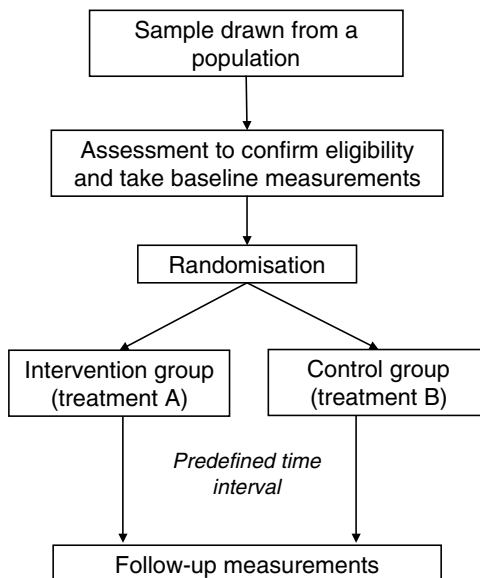 Sample drawn from a
population
Assessment to confirm eligibility
and take baseline measurements
Randomisation
Intervention group
(treatment A)
Control group
(treatment B)
Predefined time
interval
Follow-up measurements